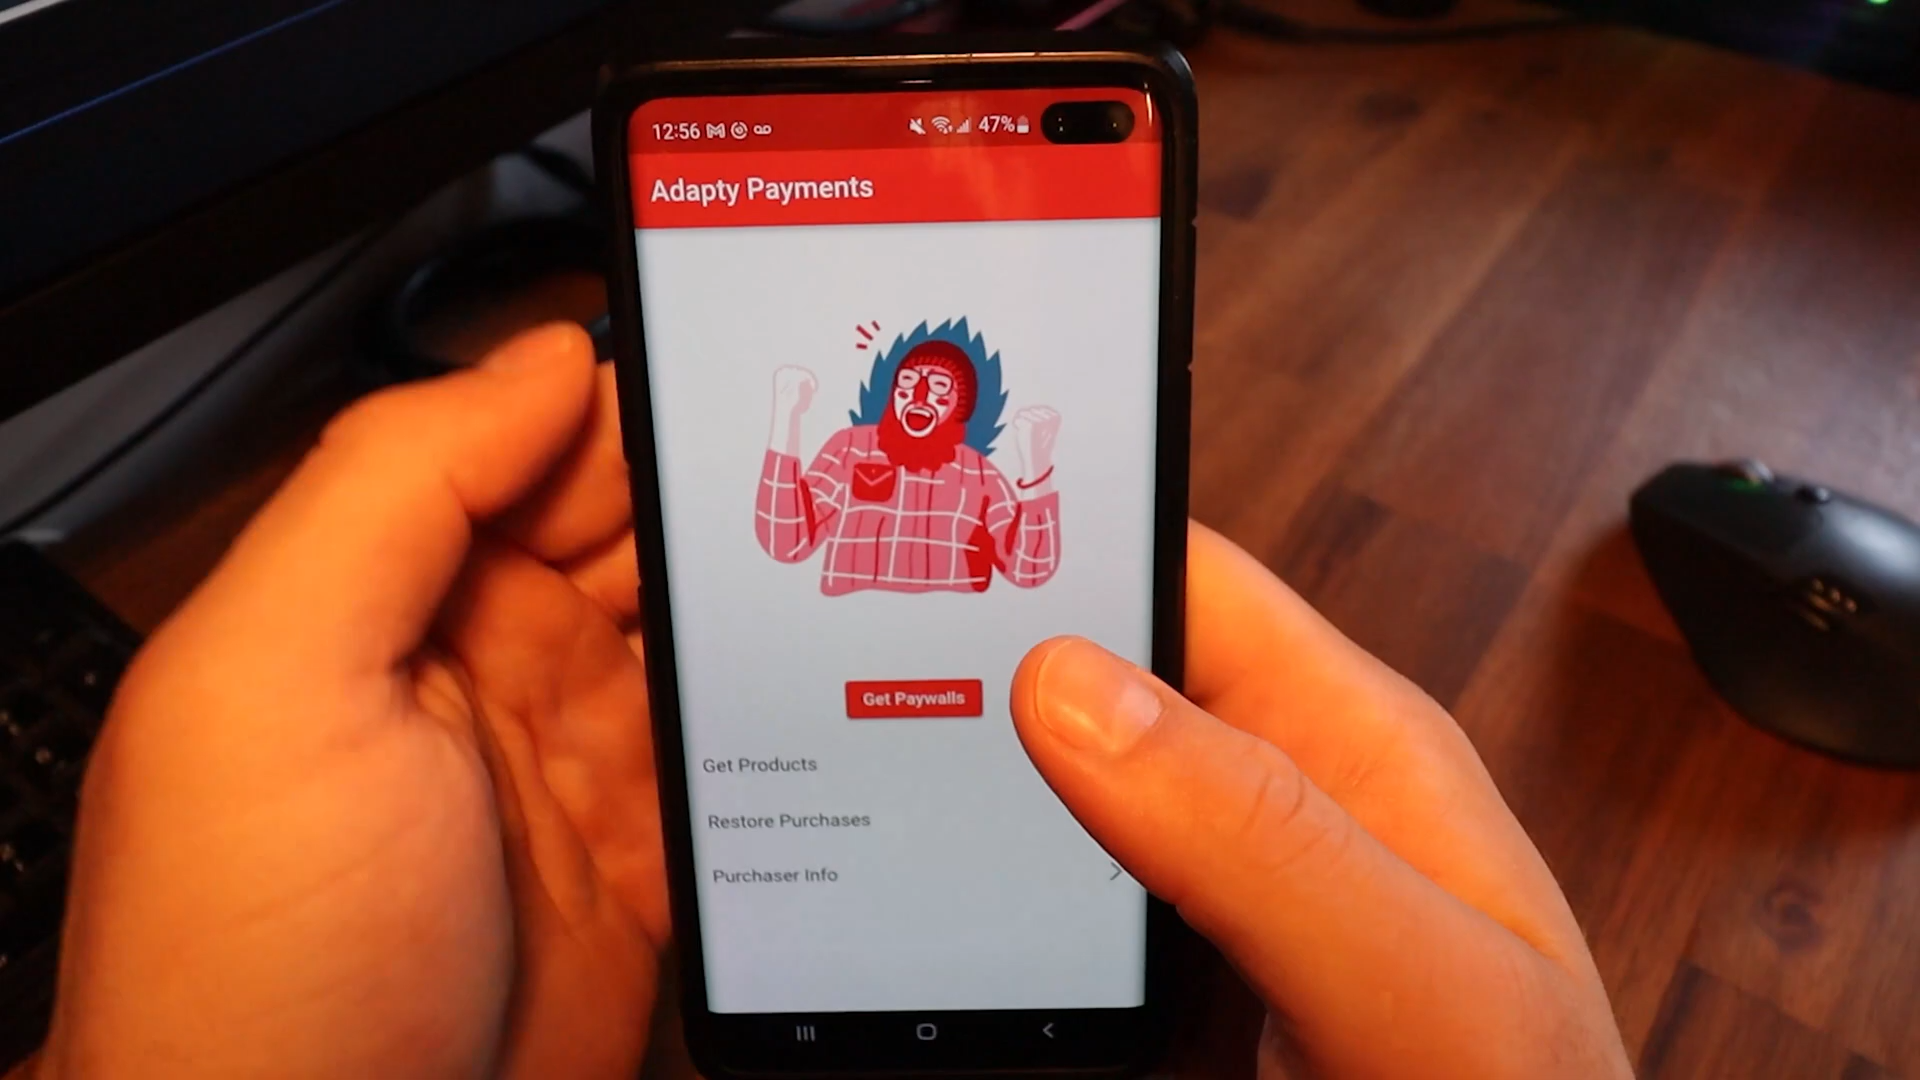 12:56 47%
Adapty Payments
Get Paywalls
Get Products
Restore Purchases
Purchaser Info